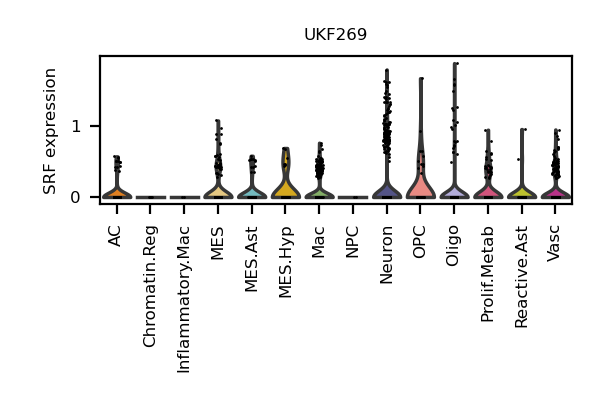 UKF269
SRF expression
1
0
AC
Chromatin.Reg
Inflammatory.Mac
MES
MES.Ast
MES.Hyp
Mac
NPC
Neuron
OPC
Oligo
Prolif.Metab
Reactive.Ast
Vasc